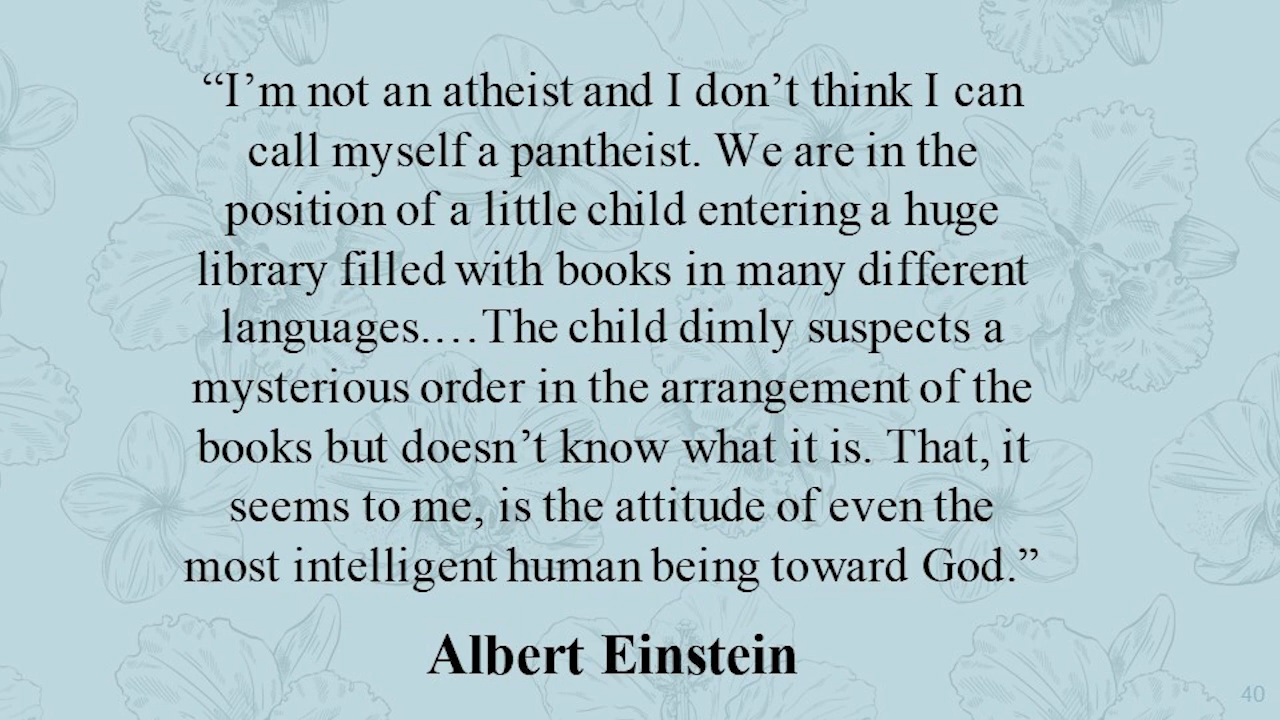 “I’m not an atheist and I don’t think I can
call myself a pantheist. We are in the
position of a little child entering a huge
library filled with books in many different
languages.…The child dimly suspects a
mysterious order in the arrangement of the
books but doesn’t know what it is. That, it
seems to me, is the attitude of even the
most intelligent human being toward God.”
Albert Einstein
40